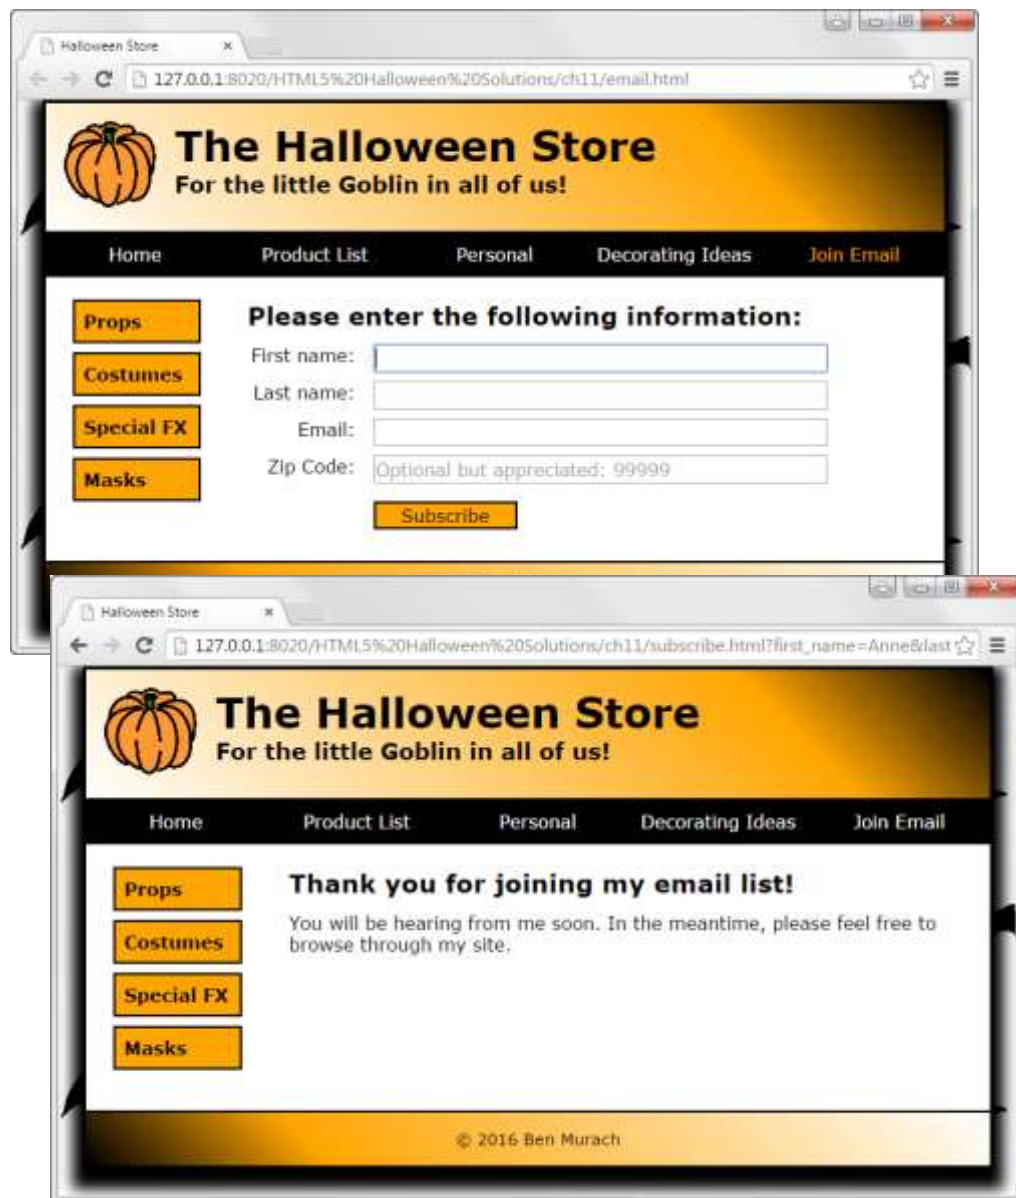 Halloween Store
127.0.0.1:8020/HTML5%20Halloween%20Solutions/ch11/email.html
The Halloween Store
For the little Goblin in all of us!
Home Product List Personal Decorating Ideas Join Email
Props
Costumes
Special FX
Masks
Please enter the following information:
First name:
Last name:
Email:
Zip Code: Optional but appreciated: 99999
Subscribe
Halloween Store
127.0.0.1:8020/HTML5%20Halloween%20Solutions/ch11/subscribe.html?first_name=Anne&last
The Halloween Store
For the little Goblin in all of us!
Home Product List Personal Decorating Ideas Join Email
Props
Costumes
Special FX
Masks
Thank you for joining my email list!
You will be hearing from me soon. In the meantime, please feel free to
browse through my site.
© 2016 Ben Murach